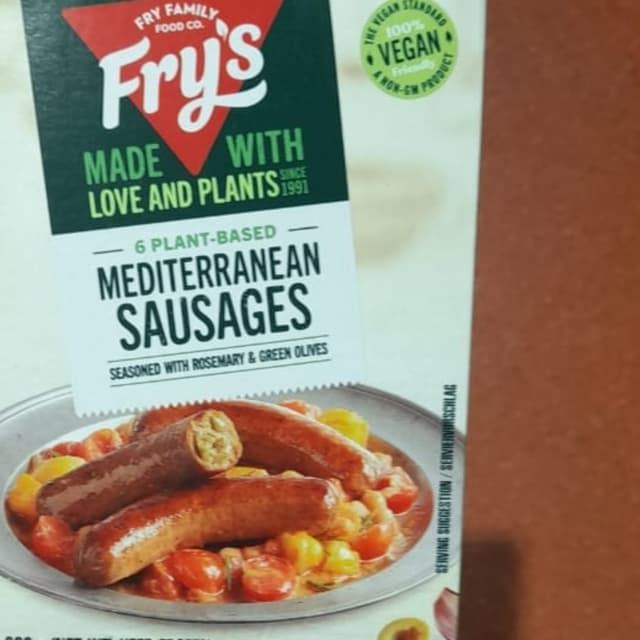 FRY FAMILY
FOOD CO.
Fry's
MADE WITH
LOVE AND PLANTS
SINCE
1991
THE VEGAN STANDARD
100%
VEGAN
Friendly
A NON-GM PRODUCT
6 PLANT-BASED
MEDITERRANEAN
SAUSAGES
SEASONED WITH ROSEMARY & GREEN OLIVES
SERVING SUGGESTION / SERVIERVORSCHLAG